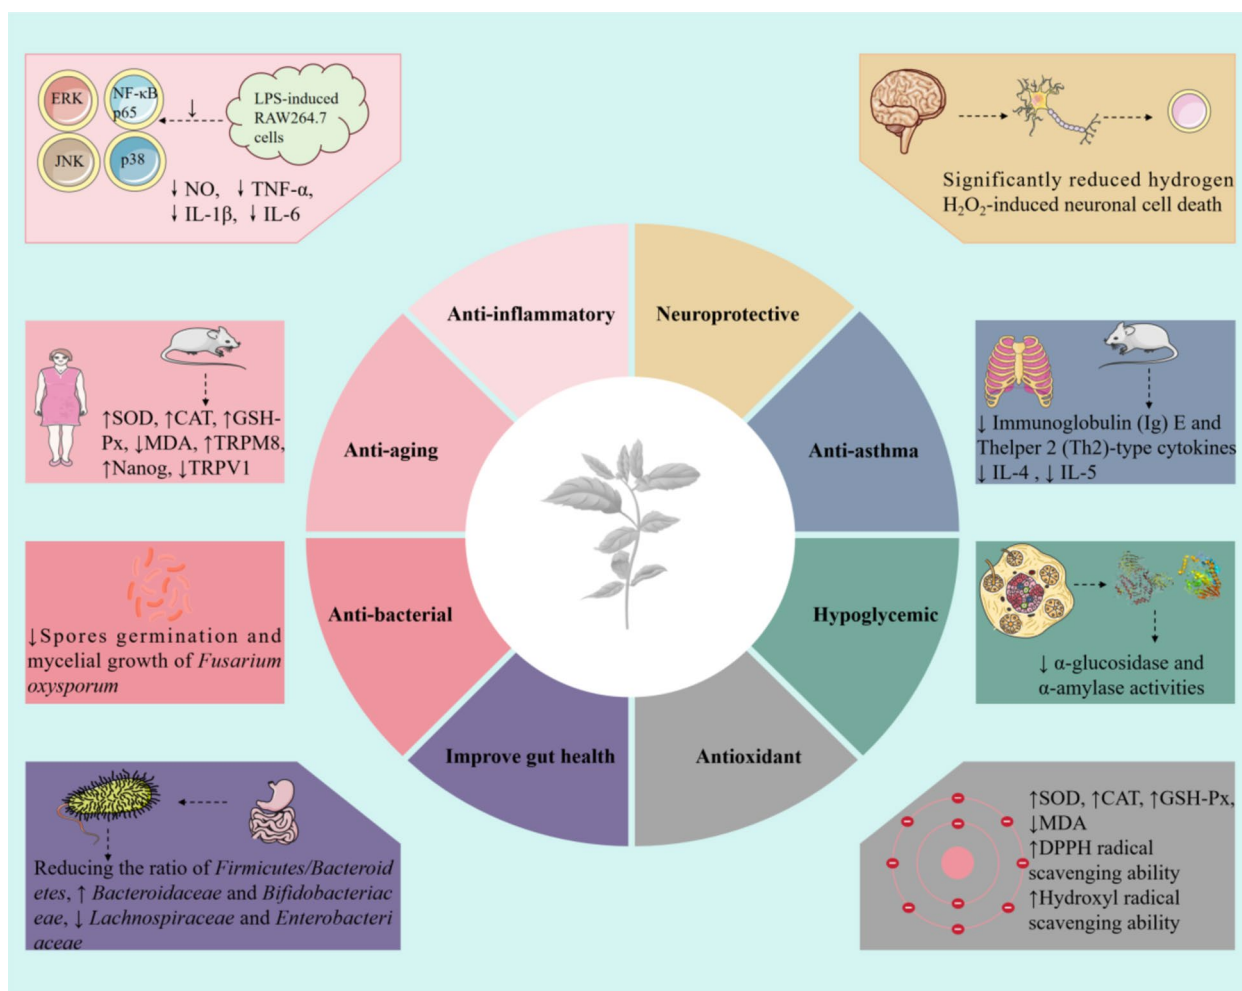 ERK
NF-κB
p65
JNK
p38
↓
LPS-induced
RAW264.7
cells
↓ NO, ↓ TNF-α,
↓ IL-1β, ↓ IL-6
Significantly reduced hydrogen
H₂O₂-induced neuronal cell death
Anti-inflammatory
Neuroprotective
↑SOD, ↑CAT, ↑GSH-
Px, ↓MDA, ↑TRPM8,
↑Nanog, ↓TRPV1
Anti-aging
Anti-asthma
↓ Immunoglobulin (Ig) E and
Thelper 2 (Th2)-type cytokines
↓ IL-4 , ↓ IL-5
↓Spores germination and
mycelial growth of Fusarium
oxysporum
Anti-bacterial
Hypoglycemic
↓ α-glucosidase and
α-amylase activities
Improve gut health
Antioxidant
Reducing the ratio of Firmicutes/Bacteroid
etes, ↑ Bacteroidaceae and Bifidobacteriac
eae, ↓ Lachnospiraceae and Enterobacteri
aceae
↑SOD, ↑CAT, ↑GSH-Px,
↓MDA
↑DPPH radical
scavenging ability
↑Hydroxyl radical
scavenging ability